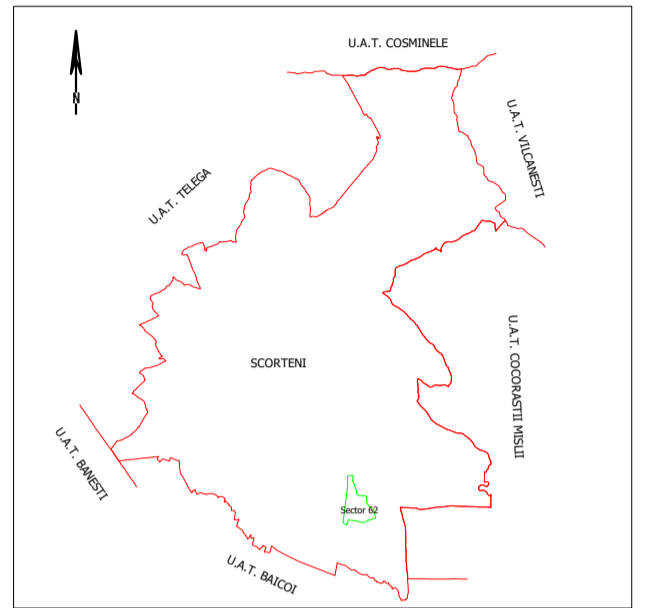 U.A.T. COSMINELE
N
U.A.T. VILCANESTI
U.A.T. TELEGA
U.A.T. COCORASTII MISLII
SCORTENI
U.A.T. BANESTI
Sector 62
U.A.T. BAICOI